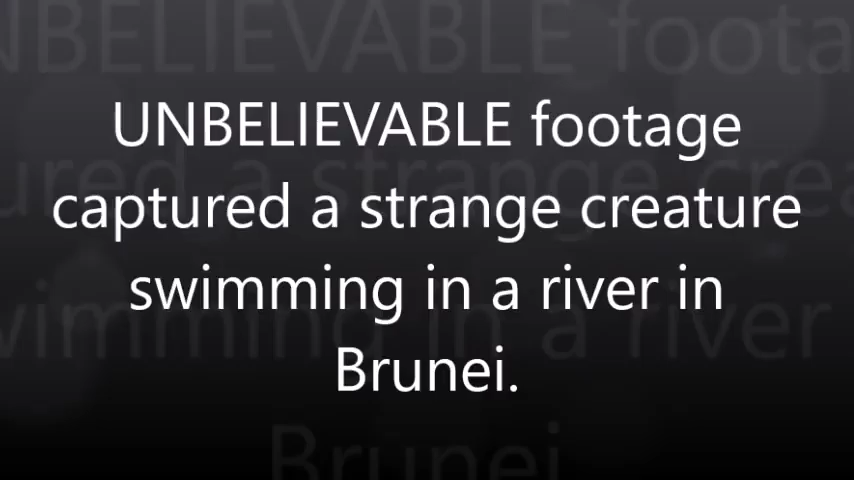 UNBELIEVABLE footage
captured a strange creature
swimming in a river in
Brunei.